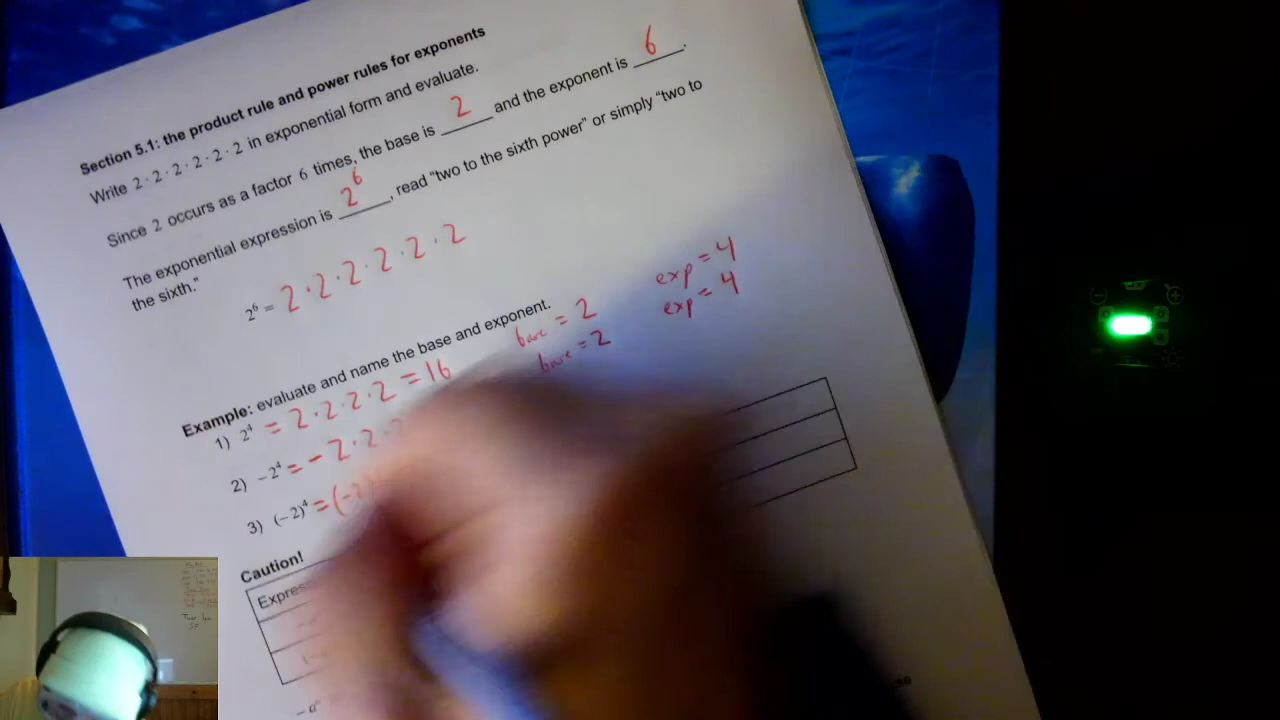 Section 5.1: the product rule and power rules for exponents
Write 2 · 2 · 2 · 2 · 2 · 2 in exponential form and evaluate.
Since 2 occurs as a factor 6 times, the base is 2 and the exponent is 6.
The exponential expression is 2⁶, read "two to the sixth power" or simply "two to
the sixth."
2⁶ = 2 · 2 · 2 · 2 · 2 · 2
Example: evaluate and name the base and exponent.
1) 2⁴ = 2 · 2 · 2 · 2 = 16 base = 2 exp = 4
2) -2⁴ = - 2 · 2 · base = 2 exp = 4
3) (-2)⁴ = (-2)
Caution!